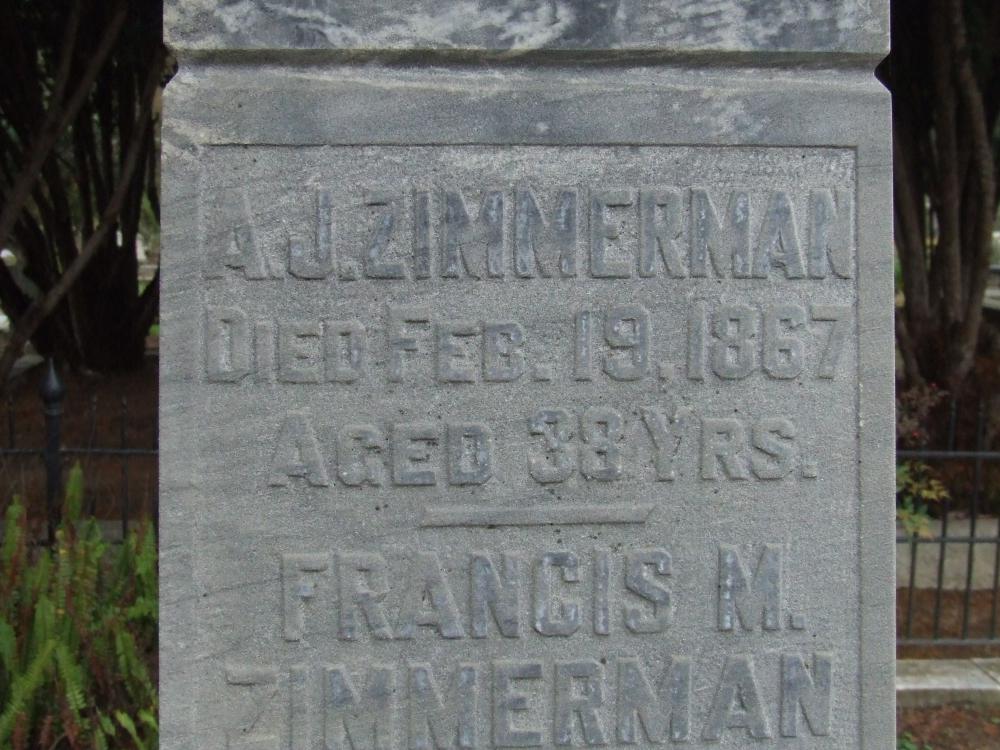 A.J. ZIMMERMAN
DIED FEB. 19, 1867
AGED 38 YRS.
FRANCIS M.
ZIMMERMAN